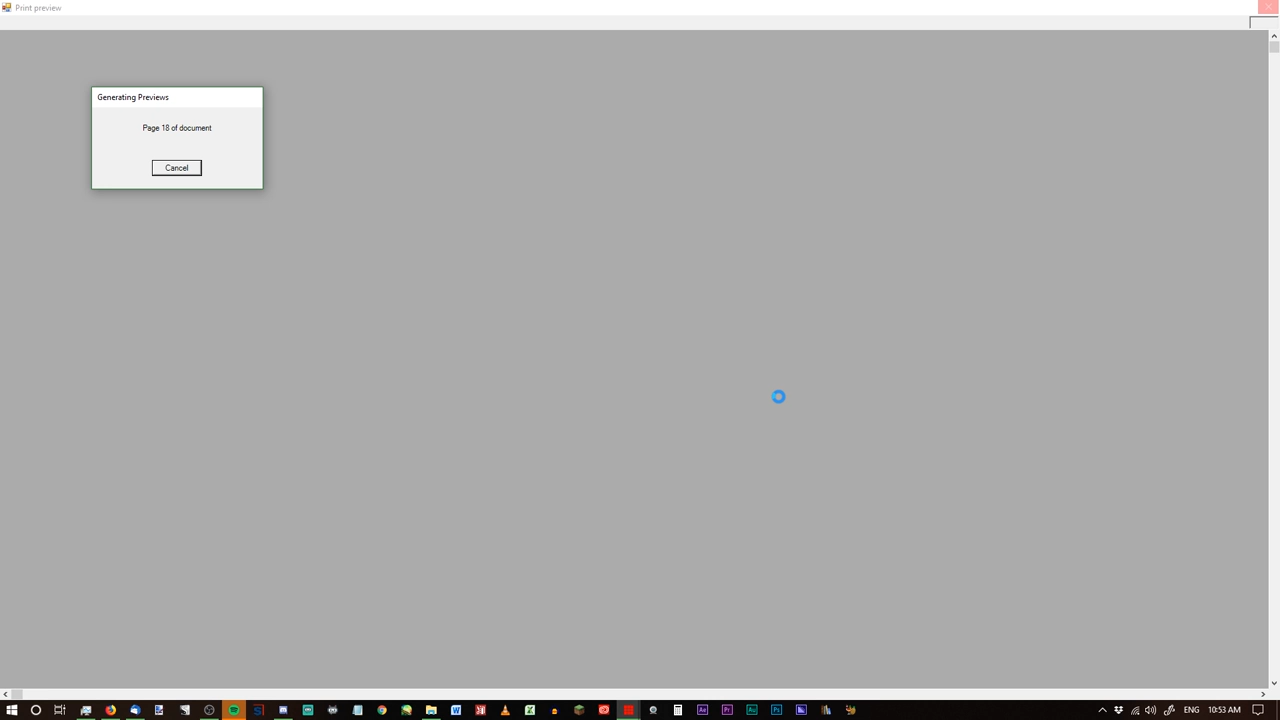 Print preview
Generating Previews
Page 18 of document
Cancel
ENG
10:53 AM